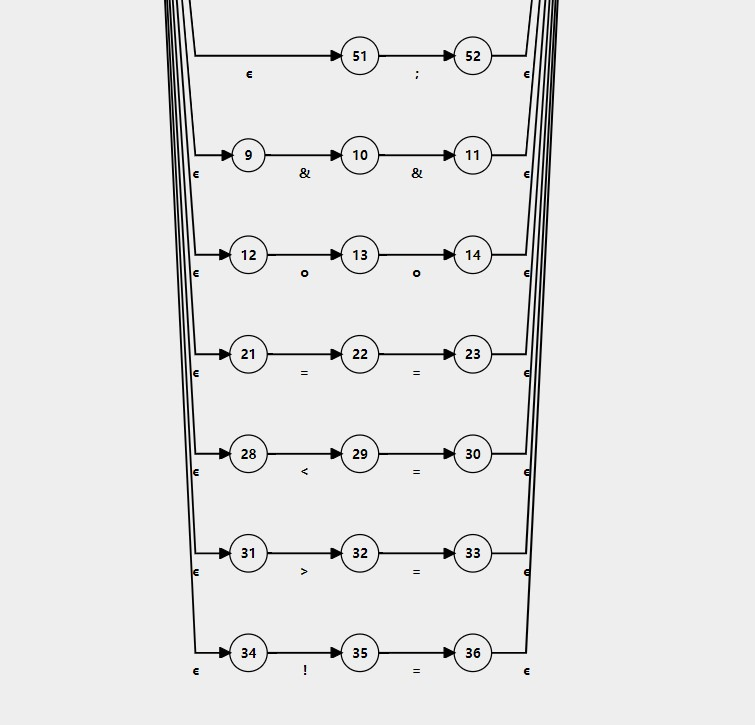 51 52
ϵ ; ϵ
9 10 11
ϵ & & ϵ
12 13 14
ϵ o o ϵ
21 22 23
ϵ = = ϵ
28 29 30
ϵ < = ϵ
31 32 33
ϵ > = ϵ
34 35 36
ϵ ! = ϵ